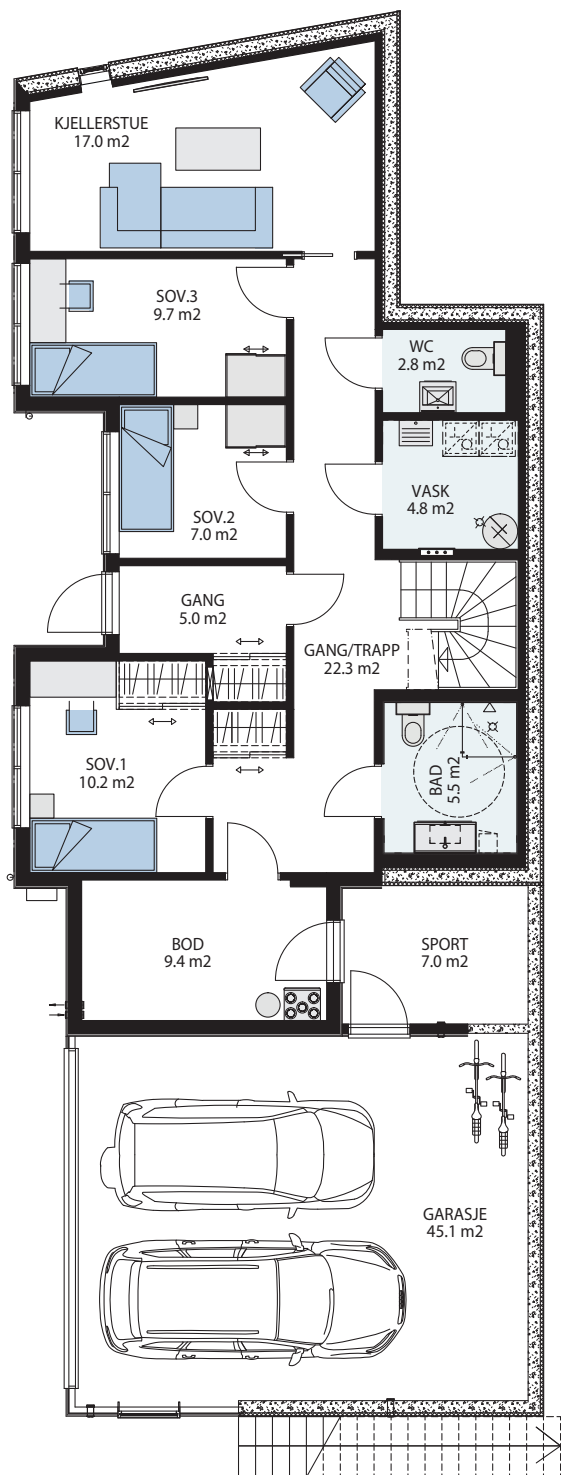 KJELLERSTUE
17.0 m2
SOV.3
9.7 m2
WC
2.8 m2
VASK
4.8 m2
SOV.2
7.0 m2
GANG
5.0 m2
GANG/TRAPP
22.3 m2
SOV.1
10.2 m2
BAD
5.5 m2
BOD
9.4 m2
SPORT
7.0 m2
GARASJE
45.1 m2